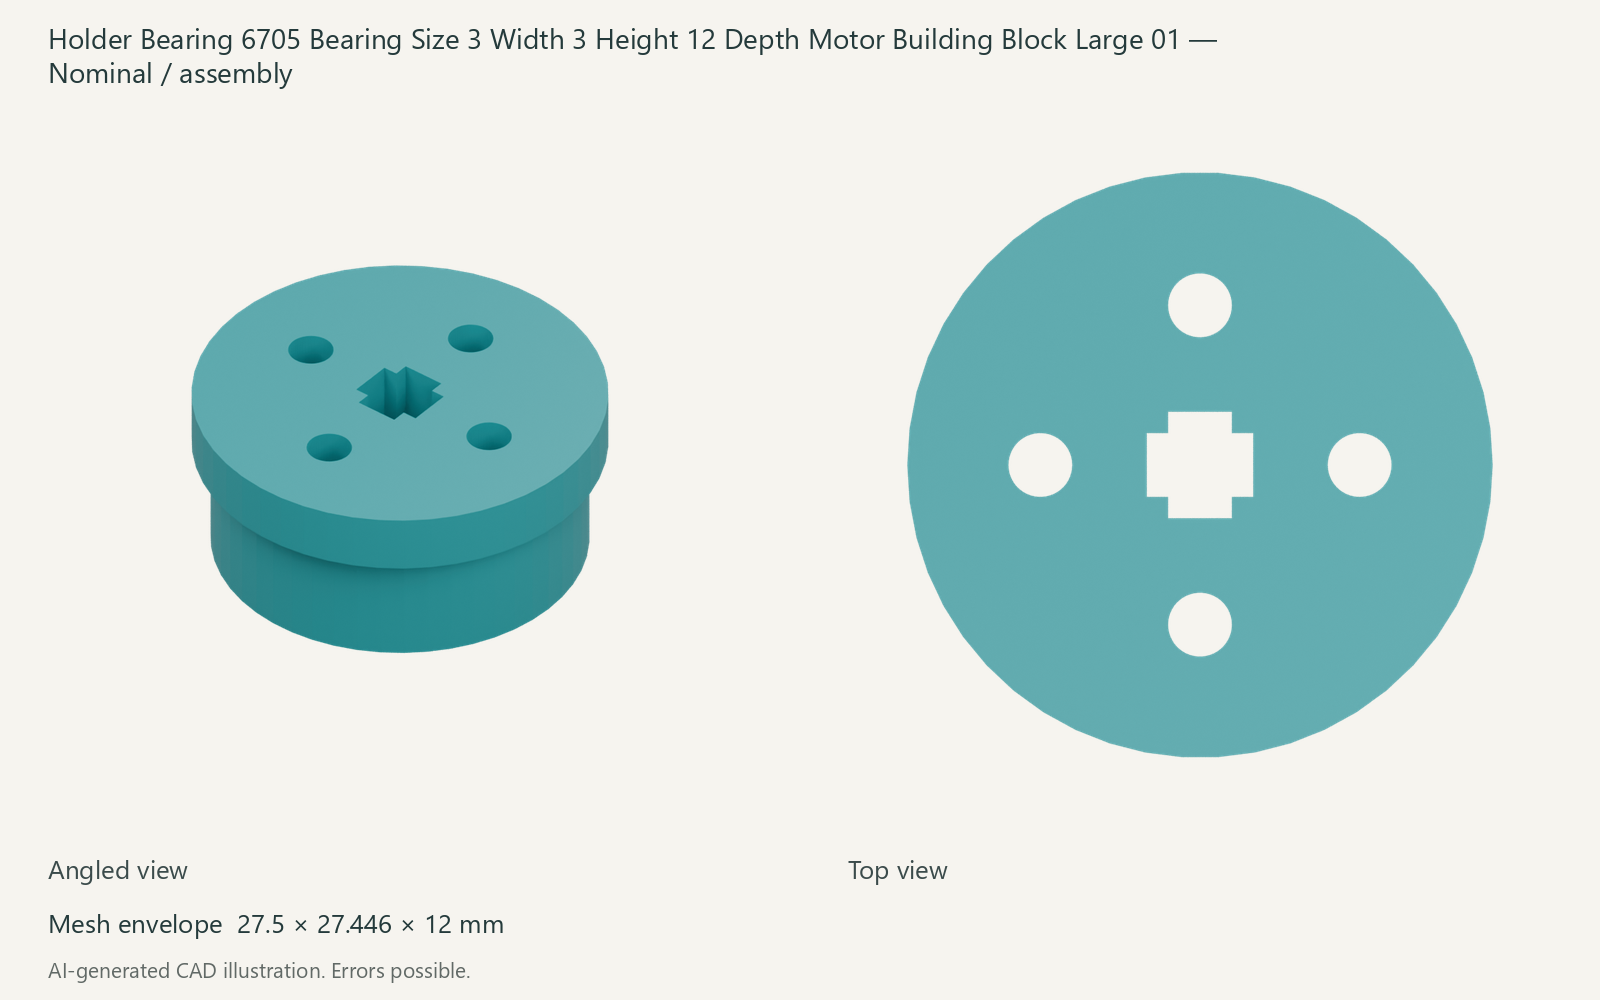 Holder Bearing 6705 Bearing Size 3 Width 3 Height 12 Depth Motor Building Block Large 01 —
Nominal / assembly
Angled view
Top view
Mesh envelope 27.5 × 27.446 × 12 mm
AI-generated CAD illustration. Errors possible.